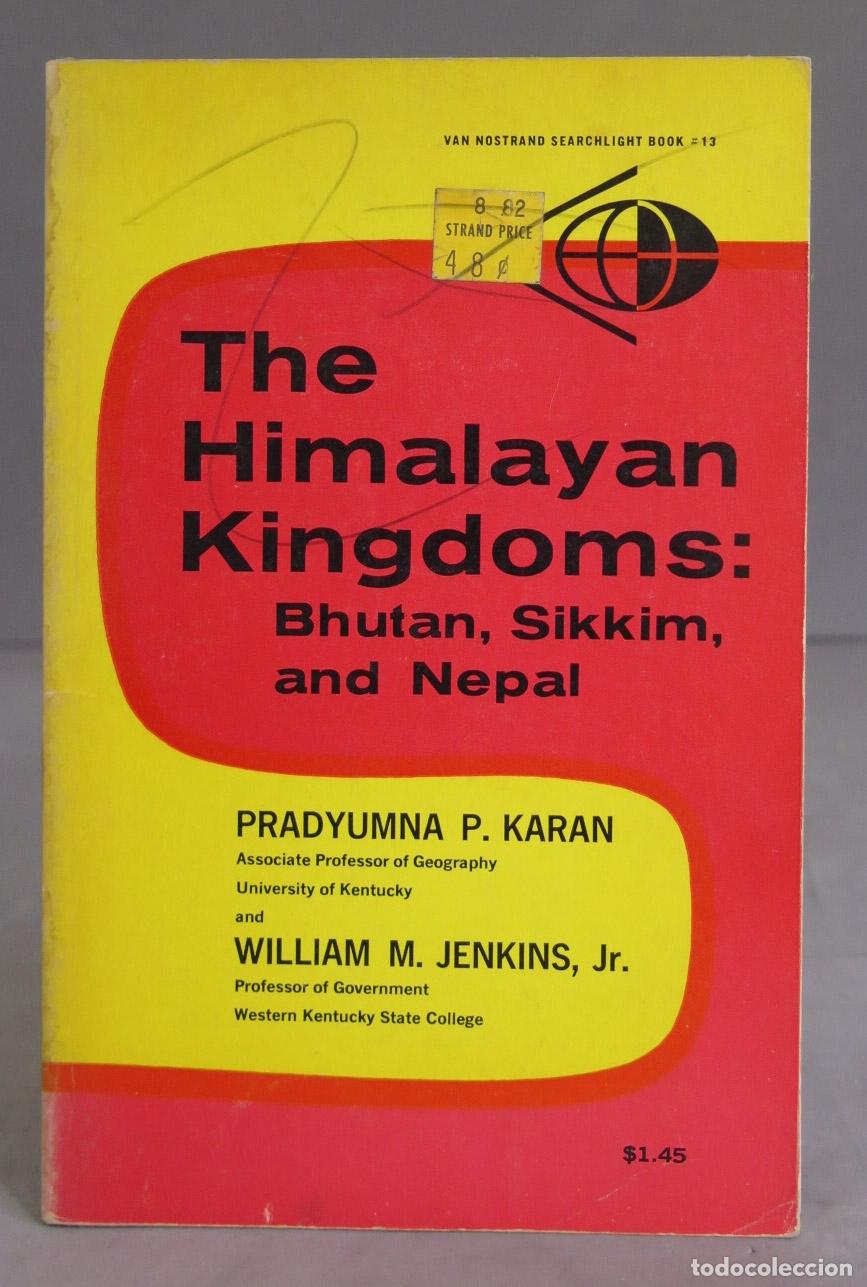 VAN NOSTRAND SEARCHLIGHT BOOK #13
8 82
STRAND PRICE
48¢
The
Himalayan
Kingdoms:
Bhutan, Sikkim,
and Nepal
PRADYUMNA P. KARAN
Associate Professor of Geography
University of Kentucky
and
WILLIAM M. JENKINS, Jr.
Professor of Government
Western Kentucky State College
$1.45
todocoleccion